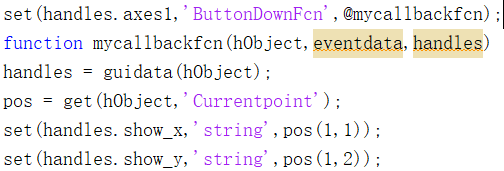 set(handles.axes1,'ButtonDownFcn',@mycallbackfcn);
function mycallbackfcn(hObject,eventdata,handles)
handles = guidata(hObject);
pos = get(hObject,'Currentpoint');
set(handles.show_x,'string',pos(1,1));
set(handles.show_y,'string',pos(1,2));